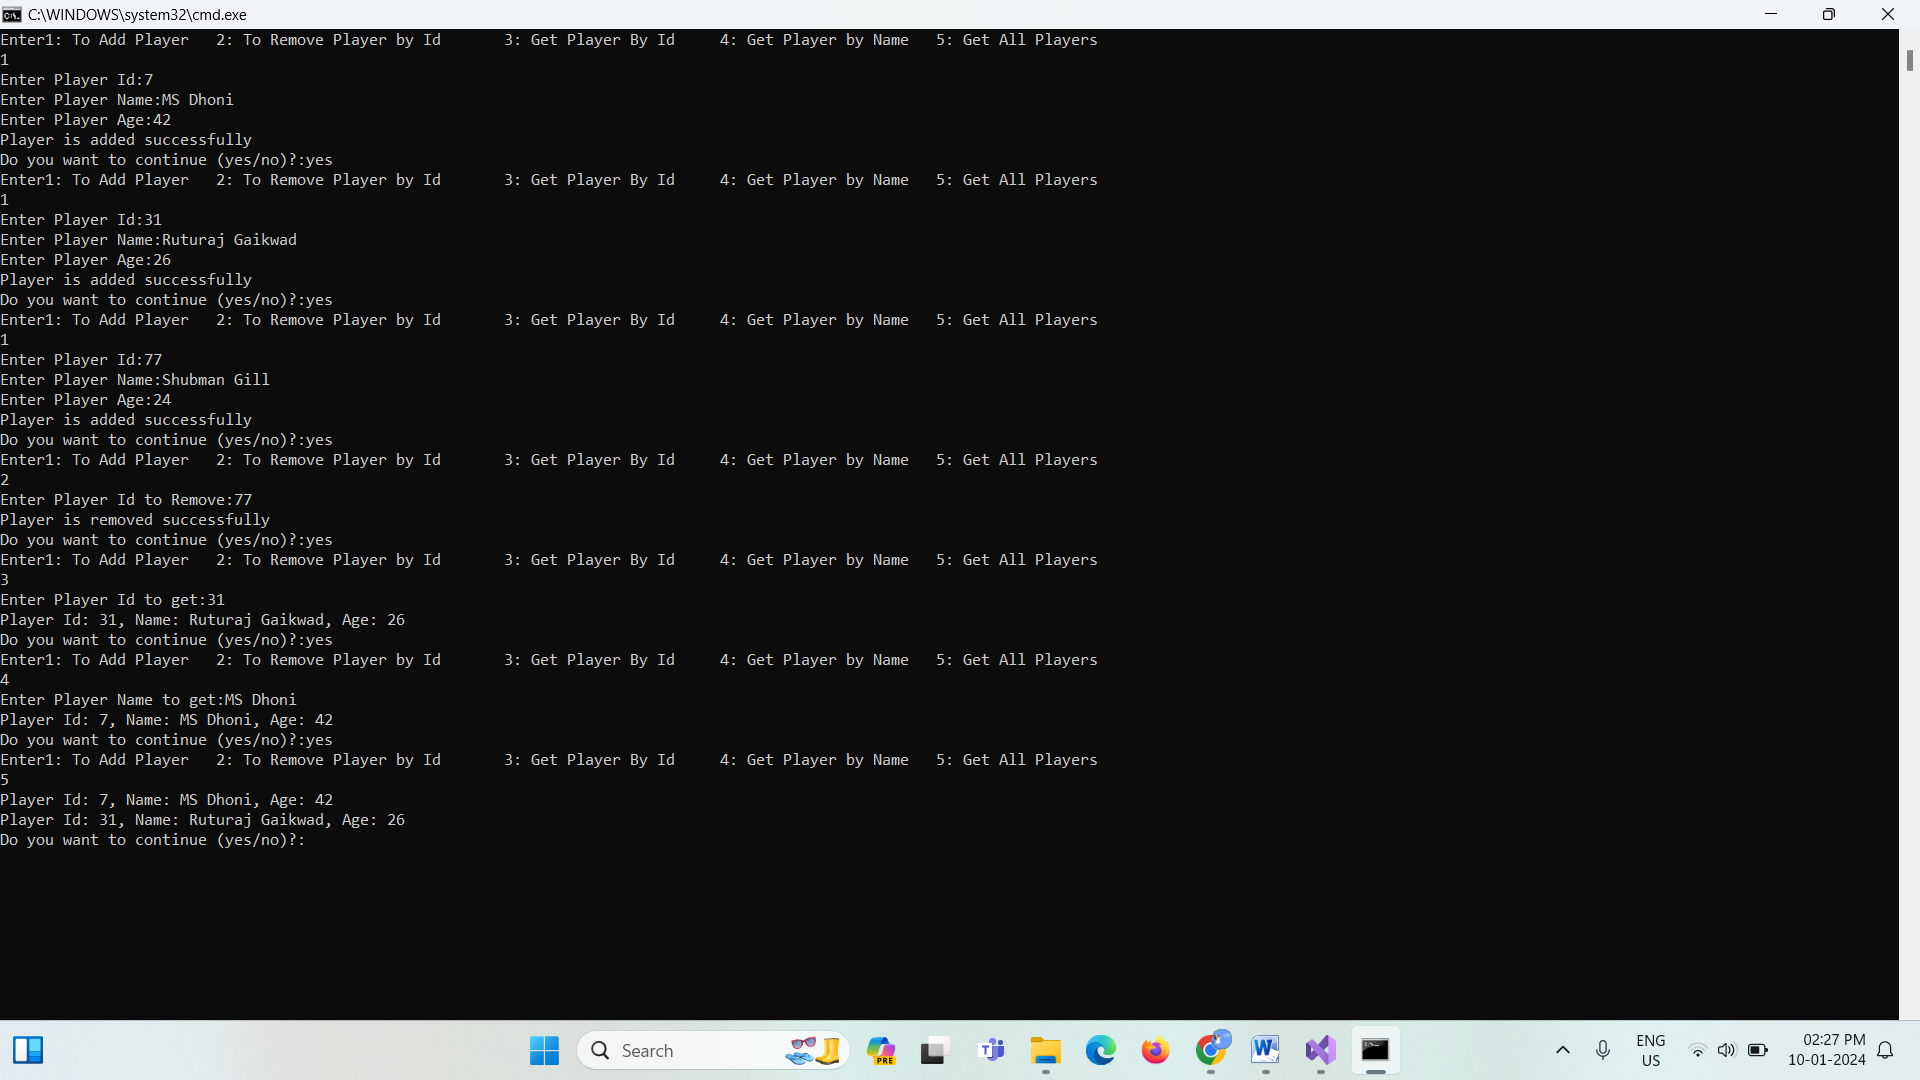 C:\WINDOWS\system32\cmd.exe
Enter1: To Add Player   2: To Remove Player by Id       3: Get Player By Id     4: Get Player by Name   5: Get All Players
1
Enter Player Id:7
Enter Player Name:MS Dhoni
Enter Player Age:42
Player is added successfully
Do you want to continue (yes/no)?:yes
Enter1: To Add Player   2: To Remove Player by Id       3: Get Player By Id     4: Get Player by Name   5: Get All Players
1
Enter Player Id:31
Enter Player Name:Ruturaj Gaikwad
Enter Player Age:26
Player is added successfully
Do you want to continue (yes/no)?:yes
Enter1: To Add Player   2: To Remove Player by Id       3: Get Player By Id     4: Get Player by Name   5: Get All Players
1
Enter Player Id:77
Enter Player Name:Shubman Gill
Enter Player Age:24
Player is added successfully
Do you want to continue (yes/no)?:yes
Enter1: To Add Player   2: To Remove Player by Id       3: Get Player By Id     4: Get Player by Name   5: Get All Players
2
Enter Player Id to Remove:77
Player is removed successfully
Do you want to continue (yes/no)?:yes
Enter1: To Add Player   2: To Remove Player by Id       3: Get Player By Id     4: Get Player by Name   5: Get All Players
3
Enter Player Id to get:31
Player Id: 31, Name: Ruturaj Gaikwad, Age: 26
Do you want to continue (yes/no)?:yes
Enter1: To Add Player   2: To Remove Player by Id       3: Get Player By Id     4: Get Player by Name   5: Get All Players
4
Enter Player Name to get:MS Dhoni
Player Id: 7, Name: MS Dhoni, Age: 42
Do you want to continue (yes/no)?:yes
Enter1: To Add Player   2: To Remove Player by Id       3: Get Player By Id     4: Get Player by Name   5: Get All Players
5
Player Id: 7, Name: MS Dhoni, Age: 42
Player Id: 31, Name: Ruturaj Gaikwad, Age: 26
Do you want to continue (yes/no)?:
Search
PRE
ENG
US
02:27 PM
10-01-2024